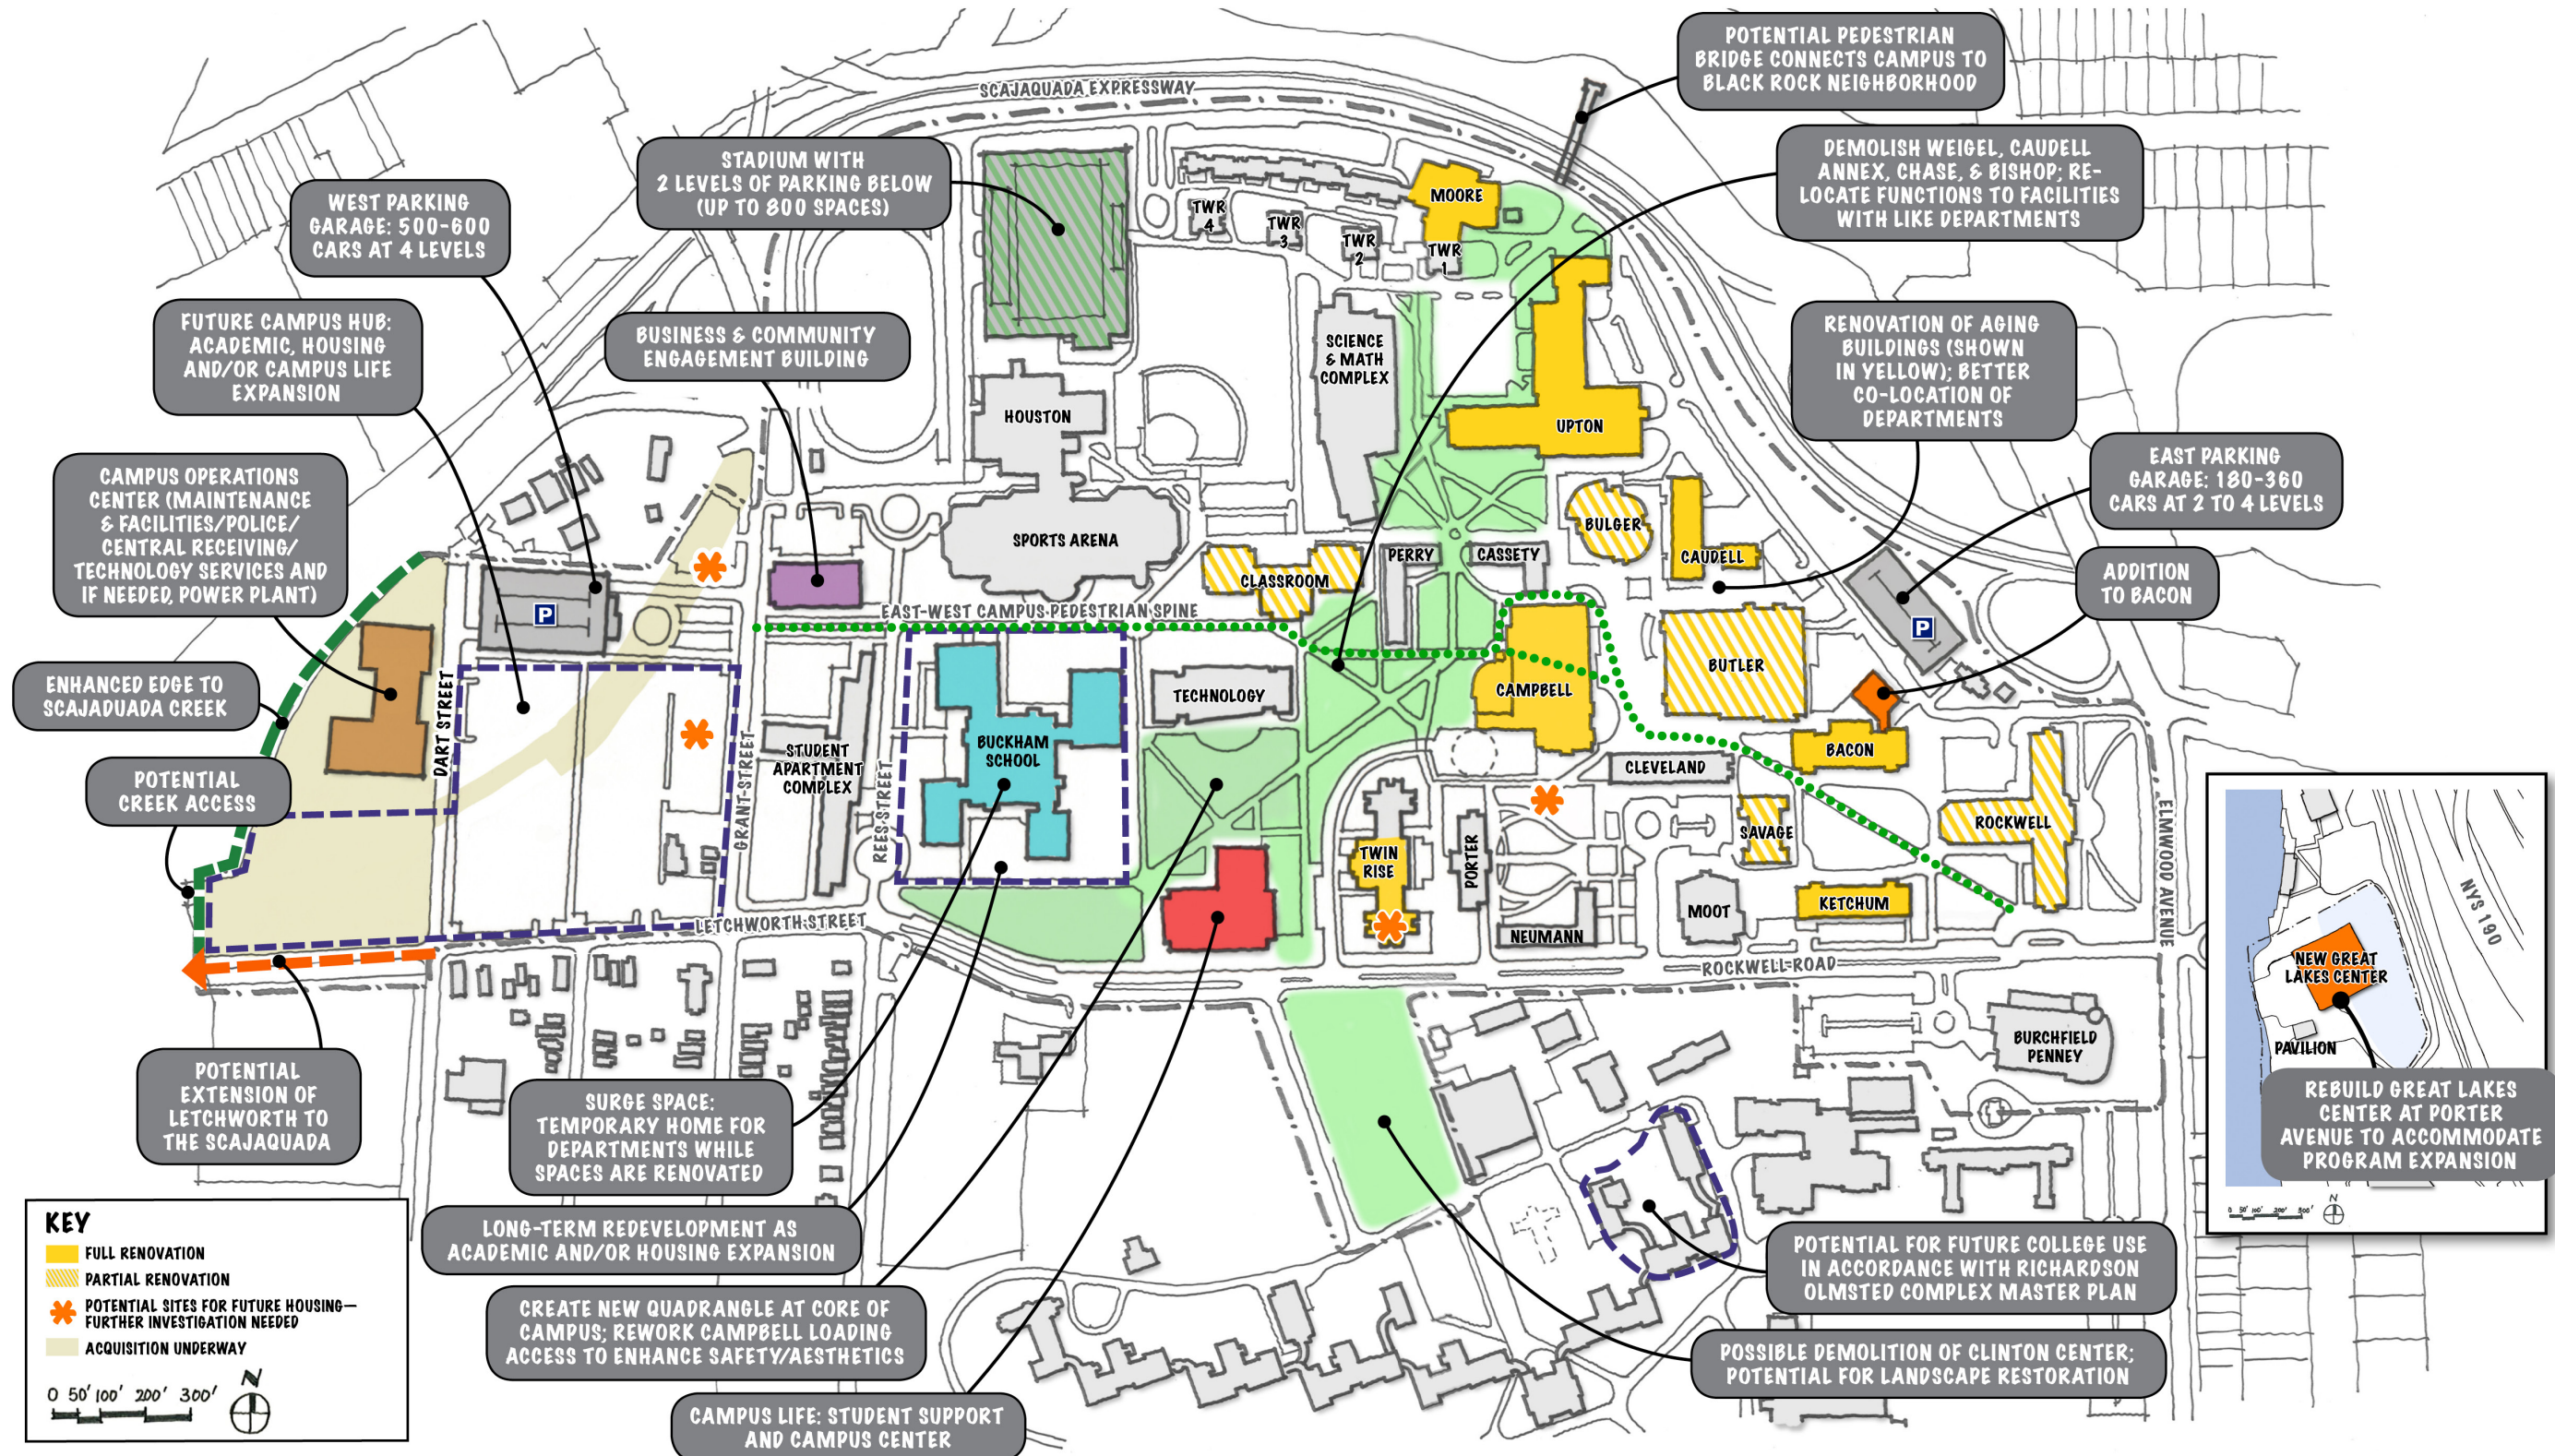 POTENTIAL PEDESTRIAN
BRIDGE CONNECTS CAMPUS TO
BLACK ROCK NEIGHBORHOOD
SCAJAQUADA EXPRESSWAY
DEMOLISH WEIGEL, CAUDELL
ANNEX, CHASE, & BISHOP; RE-
LOCATE FUNCTIONS TO FACILITIES
WITH LIKE DEPARTMENTS
STADIUM WITH
2 LEVELS OF PARKING BELOW
(UP TO 800 SPACES)
WEST PARKING
GARAGE: 500-600
CARS AT 4 LEVELS
MOORE
TWR
4
TWR
3
TWR
2
TWR
1
FUTURE CAMPUS HUB:
ACADEMIC, HOUSING
AND/OR CAMPUS LIFE
EXPANSION
BUSINESS & COMMUNITY
ENGAGEMENT BUILDING
SCIENCE
& MATH
COMPLEX
RENOVATION OF AGING
BUILDINGS (SHOWN
IN YELLOW); BETTER
CO-LOCATION OF
DEPARTMENTS
HOUSTON
UPTON
CAMPUS OPERATIONS
CENTER (MAINTENANCE
& FACILITIES/POLICE/
CENTRAL RECEIVING/
TECHNOLOGY SERVICES AND
IF NEEDED, POWER PLANT)
EAST PARKING
GARAGE: 180-360
CARS AT 2 TO 4 LEVELS
SPORTS ARENA
BULGER
PERRY
CASSETY
CAUDELL
CLASSROOM
ADDITION
TO BACON
P
EAST-WEST CAMPUS PEDESTRIAN SPINE
P
ENHANCED EDGE TO
SCAJADUADA CREEK
DART STREET
TECHNOLOGY
CAMPBELL
BUTLER
GRANT STREET
STUDENT
APARTMENT
COMPLEX
REES STREET
BUCKHAM
SCHOOL
CLEVELAND
BACON
POTENTIAL
CREEK ACCESS
TWIN
RISE
PORTER
SAVAGE
ROCKWELL
ELMWOOD AVENUE
MOOT
KETCHUM
NEUMANN
LETCHWORTH STREET
ROCKWELL ROAD
NYS 190
NEW GREAT
LAKES CENTER
PAVILION
REBUILD GREAT LAKES
CENTER AT PORTER
AVENUE TO ACCOMMODATE
PROGRAM EXPANSION
0 50' 100' 200' 300'
N
BURCHFIELD
PENNEY
POTENTIAL
EXTENSION OF
LETCHWORTH TO
THE SCAJAQUADA
SURGE SPACE:
TEMPORARY HOME FOR
DEPARTMENTS WHILE
SPACES ARE RENOVATED
LONG-TERM REDEVELOPMENT AS
ACADEMIC AND/OR HOUSING EXPANSION
CREATE NEW QUADRANGLE AT CORE OF
CAMPUS; REWORK CAMPBELL LOADING
ACCESS TO ENHANCE SAFETY/AESTHETICS
CAMPUS LIFE: STUDENT SUPPORT
AND CAMPUS CENTER
POTENTIAL FOR FUTURE COLLEGE USE
IN ACCORDANCE WITH RICHARDSON
OLMSTED COMPLEX MASTER PLAN
POSSIBLE DEMOLITION OF CLINTON CENTER;
POTENTIAL FOR LANDSCAPE RESTORATION
KEY
FULL RENOVATION
PARTIAL RENOVATION
POTENTIAL SITES FOR FUTURE HOUSING—
FURTHER INVESTIGATION NEEDED
ACQUISITION UNDERWAY
0 50' 100' 200' 300'
N